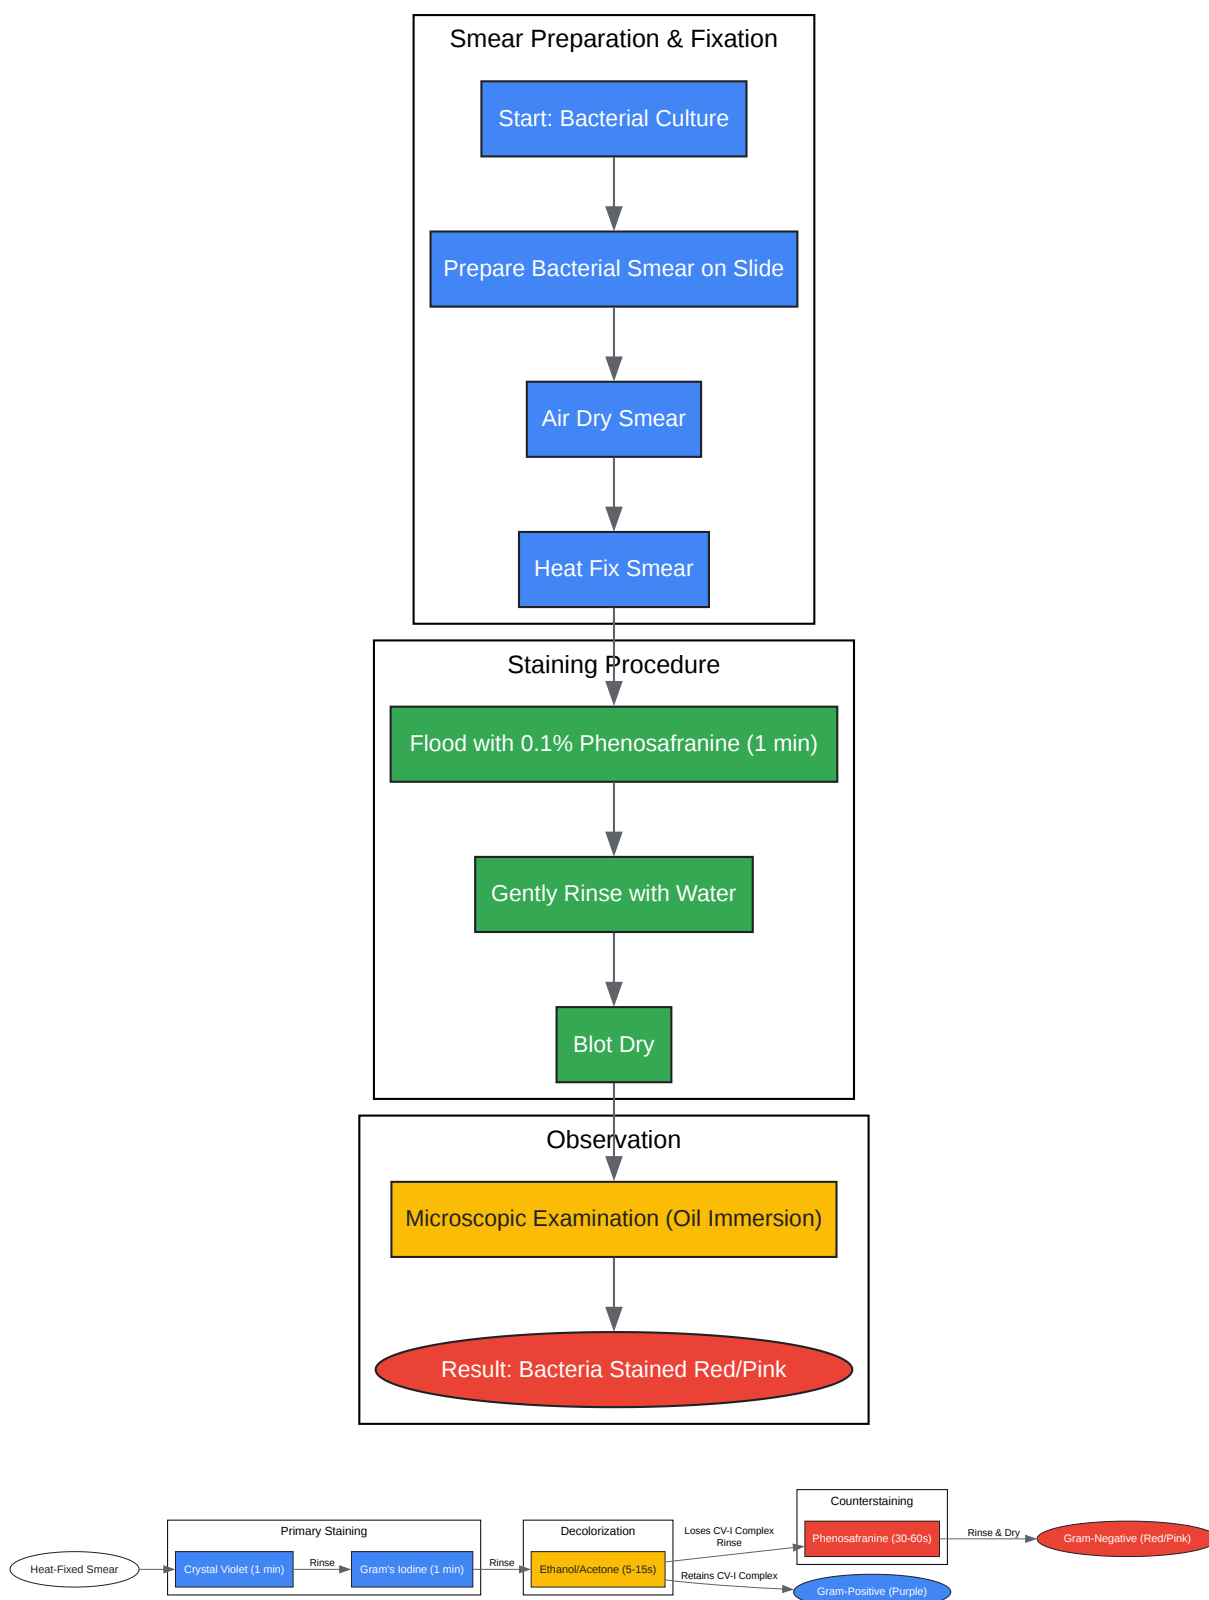 Smear Preparation & Fixation
Start: Bacterial Culture
Prepare Bacterial Smear on Slide
Air Dry Smear
Heat Fix Smear
Staining Procedure
Flood with 0.1% Phenosafranine (1 min)
Gently Rinse with Water
Blot Dry
Observation
Microscopic Examination (Oil Immersion)
Result: Bacteria Stained Red/Pink
Heat-Fixed Smear
Primary Staining
Crystal Violet (1 min)
Rinse
Gram's Iodine (1 min)
Rinse
Decolorization
Ethanol/Acetone (5-15s)
Loses CV-I Complex
Rinse
Retains CV-I Complex
Counterstaining
Phenosafranine (30-60s)
Rinse & Dry
Gram-Negative (Red/Pink)
Gram-Positive (Purple)